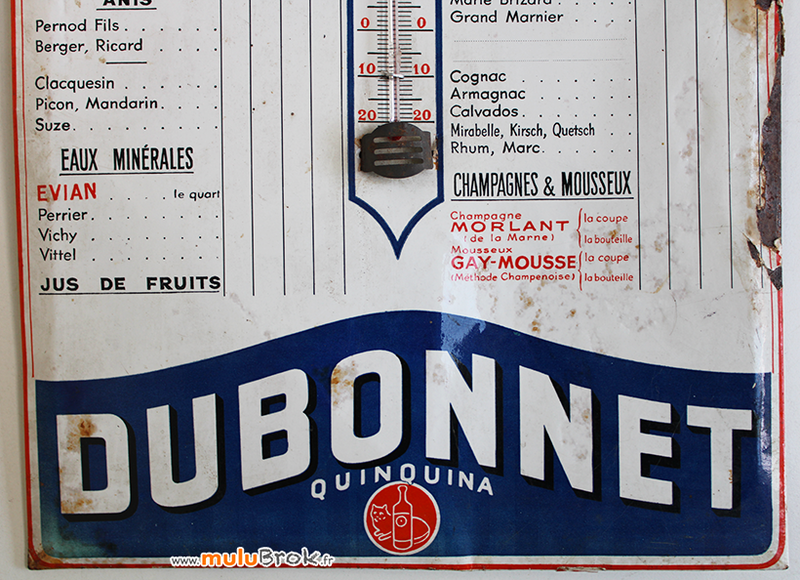 ANIS
Pernod Fils
Berger, Ricard
Clacquesin
Picon, Mandarin
Suze
EAUX MINÉRALES
EVIAN le quart
Perrier
Vichy
Vittel
JUS DE FRUITS
0 0
10 10
20 20
Marie Brizard
Grand Marnier
Cognac
Armagnac
Calvados
Mirabelle, Kirsch, Quetsch
Rhum, Marc
CHAMPAGNES & MOUSSEUX
Champagne la coupe
MORLANT
(de la Marne) la bouteille
Mousseux
GAY-MOUSSE la coupe
(Méthode Champenoise) la bouteille
DUBONNET
QUINQUINA
www.muluBrok.fr